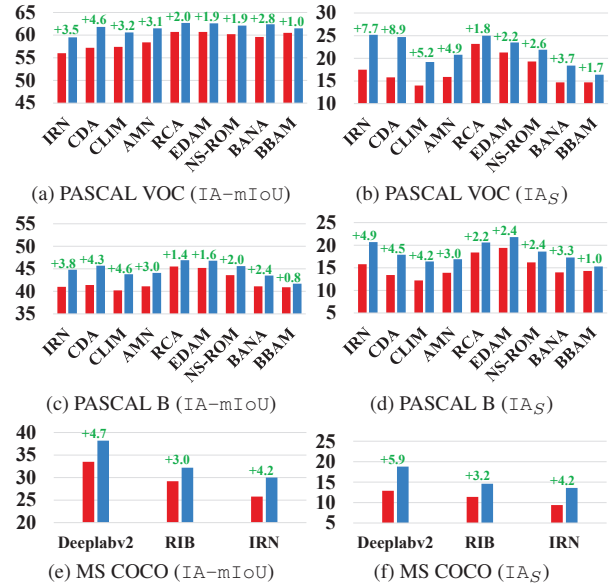 65
60
55
50
45
+3.5 +4.6 +3.2 +3.1 +2.0 +1.9 +1.9 +2.8 +1.0
IRN CDA CLIM AMN RCA EDAM NS-ROM BANA BBAM
(a) PASCAL VOC (IA-mIoU)
35
30
25
20
15
10
+7.7 +8.9 +5.2 +4.9 +1.8 +2.2 +2.6 +3.7 +1.7
IRN CDA CLIM AMN RCA EDAM NS-ROM BANA BBAM
(b) PASCAL VOC (IAS)
55
50
45
40
35
+3.8 +4.3 +4.6 +3.0 +1.4 +1.6 +2.0 +2.4 +0.8
IRN CDA CLIM AMN RCA EDAM NS-ROM BANA BBAM
(c) PASCAL B (IA-mIoU)
25
20
15
10
5
+4.9 +4.5 +4.2 +3.0 +2.2 +2.4 +2.4 +3.3 +1.0
IRN CDA CLIM AMN RCA EDAM NS-ROM BANA BBAM
(d) PASCAL B (IAS)
40
35
30
25
20
+4.7 +3.0 +4.2
Deeplabv2 RIB IRN
(e) MS COCO (IA-mIoU)
25
20
15
10
5
+5.9 +3.2 +4.2
Deeplabv2 RIB IRN
(f) MS COCO (IAS)